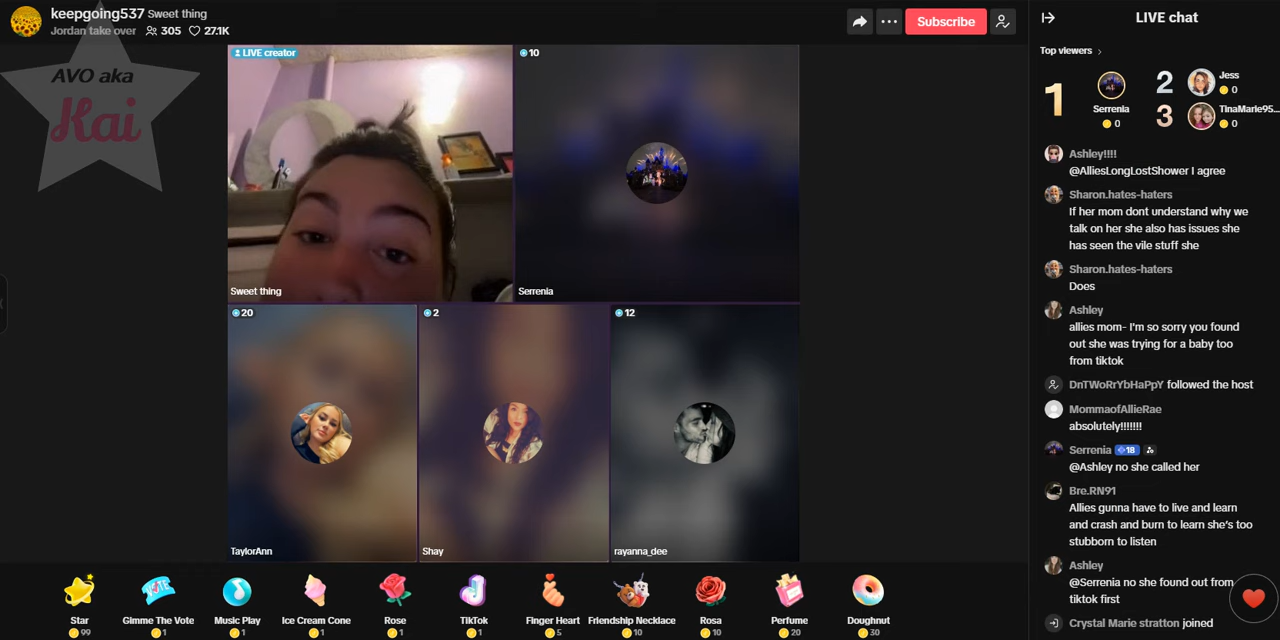 keepgoing537 Sweet thing
Jordan take over 305 27.1K
Subscribe
AVO aka
Kai
LIVE creator
10
Sweet thing
Serrenia
20
2
12
TaylorAnn
Shay
rayanna_dee
Star
99
Gimme The Vote
1
Music Play
1
Ice Cream Cone
1
Rose
1
TikTok
1
Finger Heart
5
Friendship Necklace
10
Rosa
10
Perfume
20
Doughnut
30
LIVE chat
Top viewers
1
Serrenia
0
2
Jess
0
3
TinaMarie95...
0
Ashley!!!!
@AlliesLongLostShower I agree
Sharon.hates-haters
If her mom dont understand why we
talk on her she also has issues she
has seen the vile stuff she
Sharon.hates-haters
Does
Ashley
allies mom- I'm so sorry you found
out she was trying for a baby too
from tiktok
DnTWoRrYbHaPpY followed the host
MommaofAllieRae
absolutely!!!!!!!
Serrenia 18
@Ashley no she called her
Bre.RN91
Allies gunna have to live and learn
and crash and burn to learn she's too
stubborn to listen
Ashley
@Serrenia no she found out from
tiktok first
Crystal Marie stratton joined